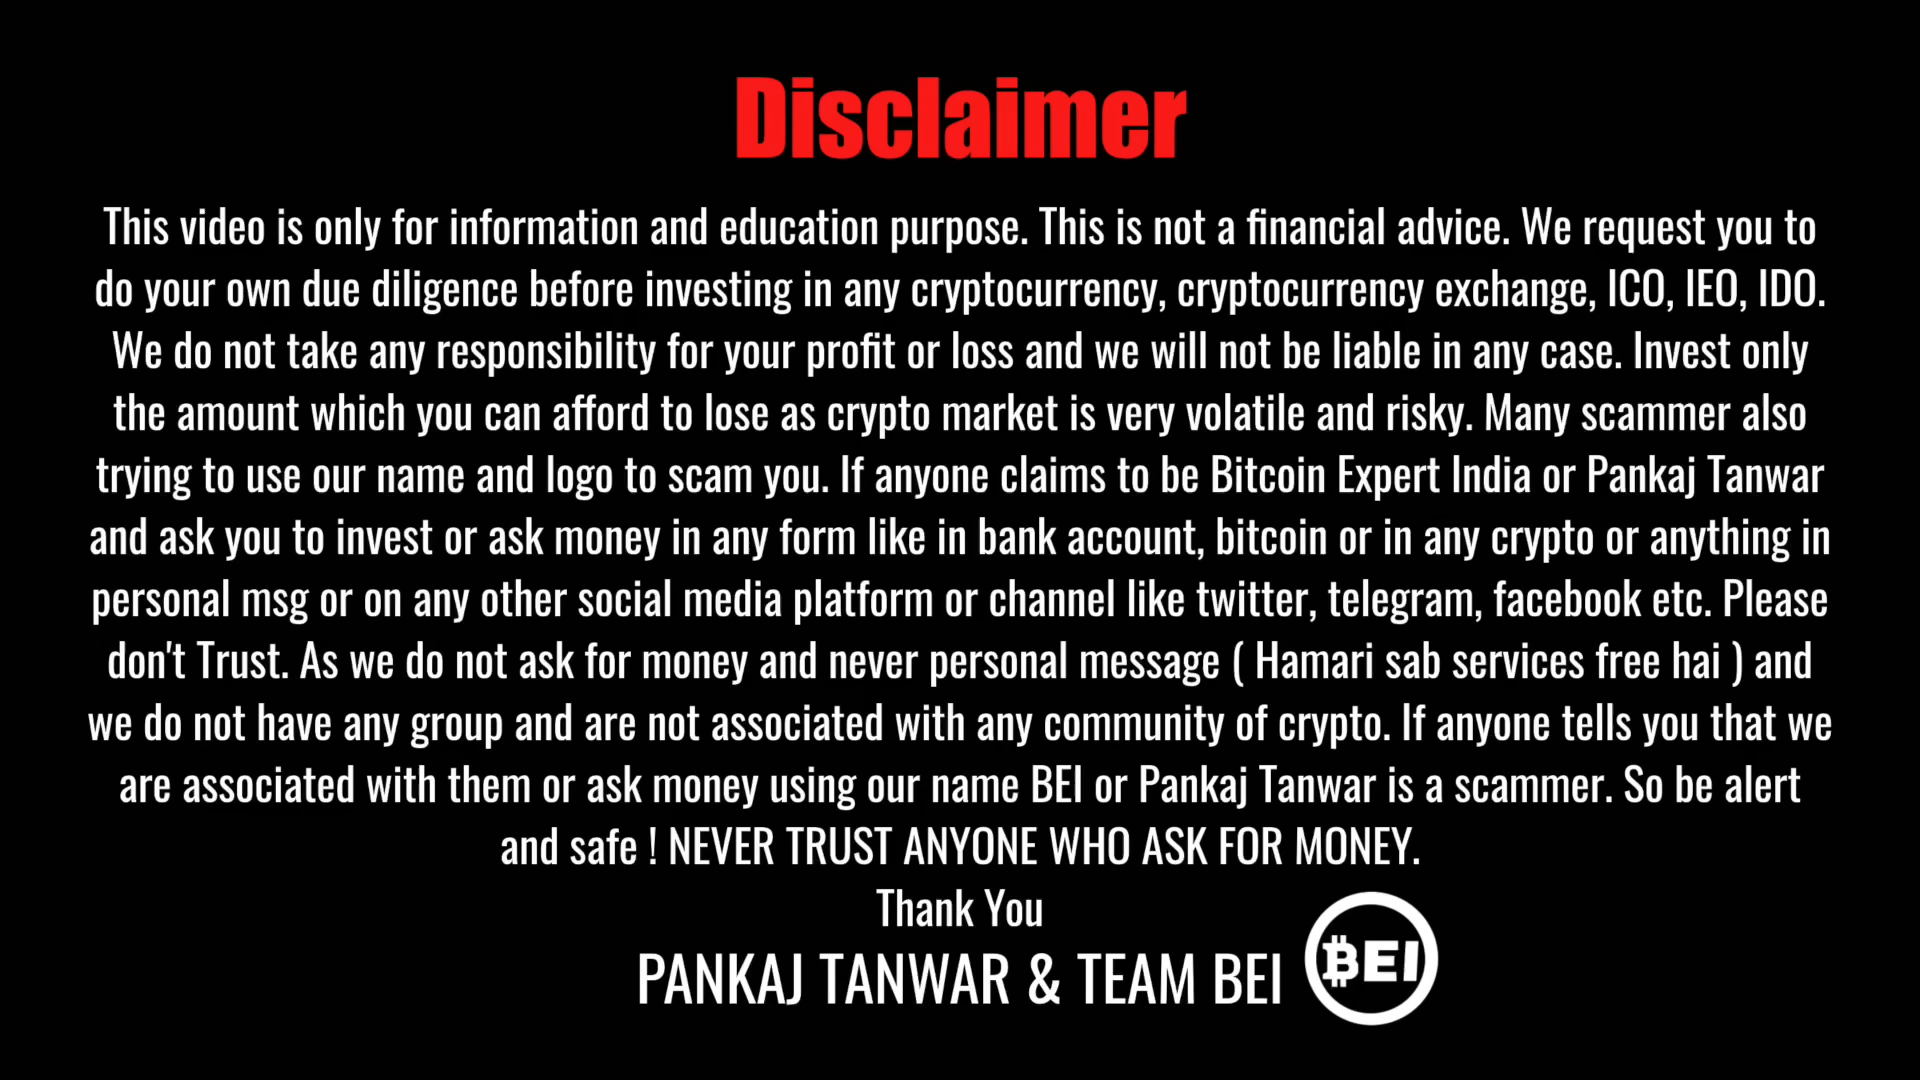 Disclaimer
This video is only for information and education purpose. This is not a financial advice. We request you to
do your own due diligence before investing in any cryptocurrency, cryptocurrency exchange, ICO, IEO, IDO.
We do not take any responsibility for your profit or loss and we will not be liable in any case. Invest only
the amount which you can afford to lose as crypto market is very volatile and risky. Many scammer also
trying to use our name and logo to scam you. If anyone claims to be Bitcoin Expert India or Pankaj Tanwar
and ask you to invest or ask money in any form like in bank account, bitcoin or in any crypto or anything in
personal msg or on any other social media platform or channel like twitter, telegram, facebook etc. Please
don't Trust. As we do not ask for money and never personal message ( Hamari sab services free hai ) and
we do not have any group and are not associated with any community of crypto. If anyone tells you that we
are associated with them or ask money using our name BEI or Pankaj Tanwar is a scammer. So be alert
and safe ! NEVER TRUST ANYONE WHO ASK FOR MONEY.
Thank You
PANKAJ TANWAR & TEAM BEI
BEI